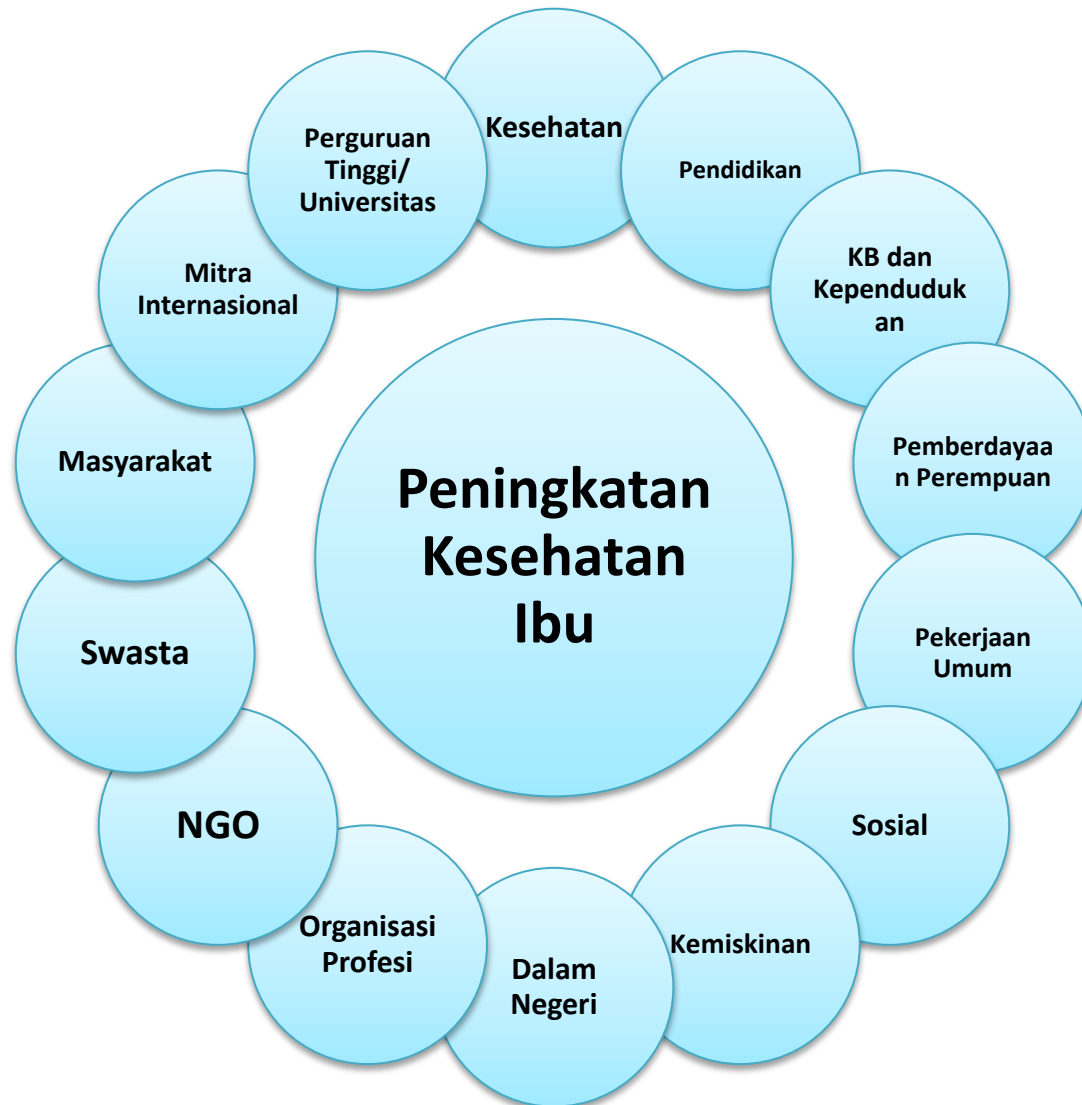 Kesehatan
Pendidikan
KB dan
Kependuduk
an
Pemberdayaa
n Perempuan
Pekerjaan
Umum
Sosial
Kemiskinan
Dalam
Negeri
Organisasi
Profesi
NGO
Swasta
Masyarakat
Mitra
Internasional
Perguruan
Tinggi/
Universitas
Peningkatan
Kesehatan
Ibu